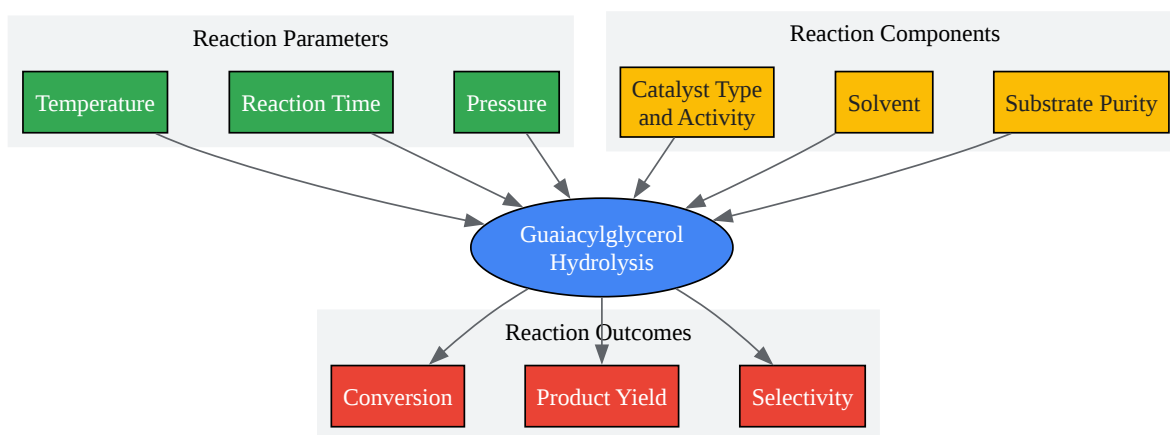 Reaction Parameters
Reaction Components
Temperature
Reaction Time
Pressure
Catalyst Type
and Activity
Solvent
Substrate Purity
Guaiacylglycerol
Hydrolysis
Reaction Outcomes
Conversion
Product Yield
Selectivity